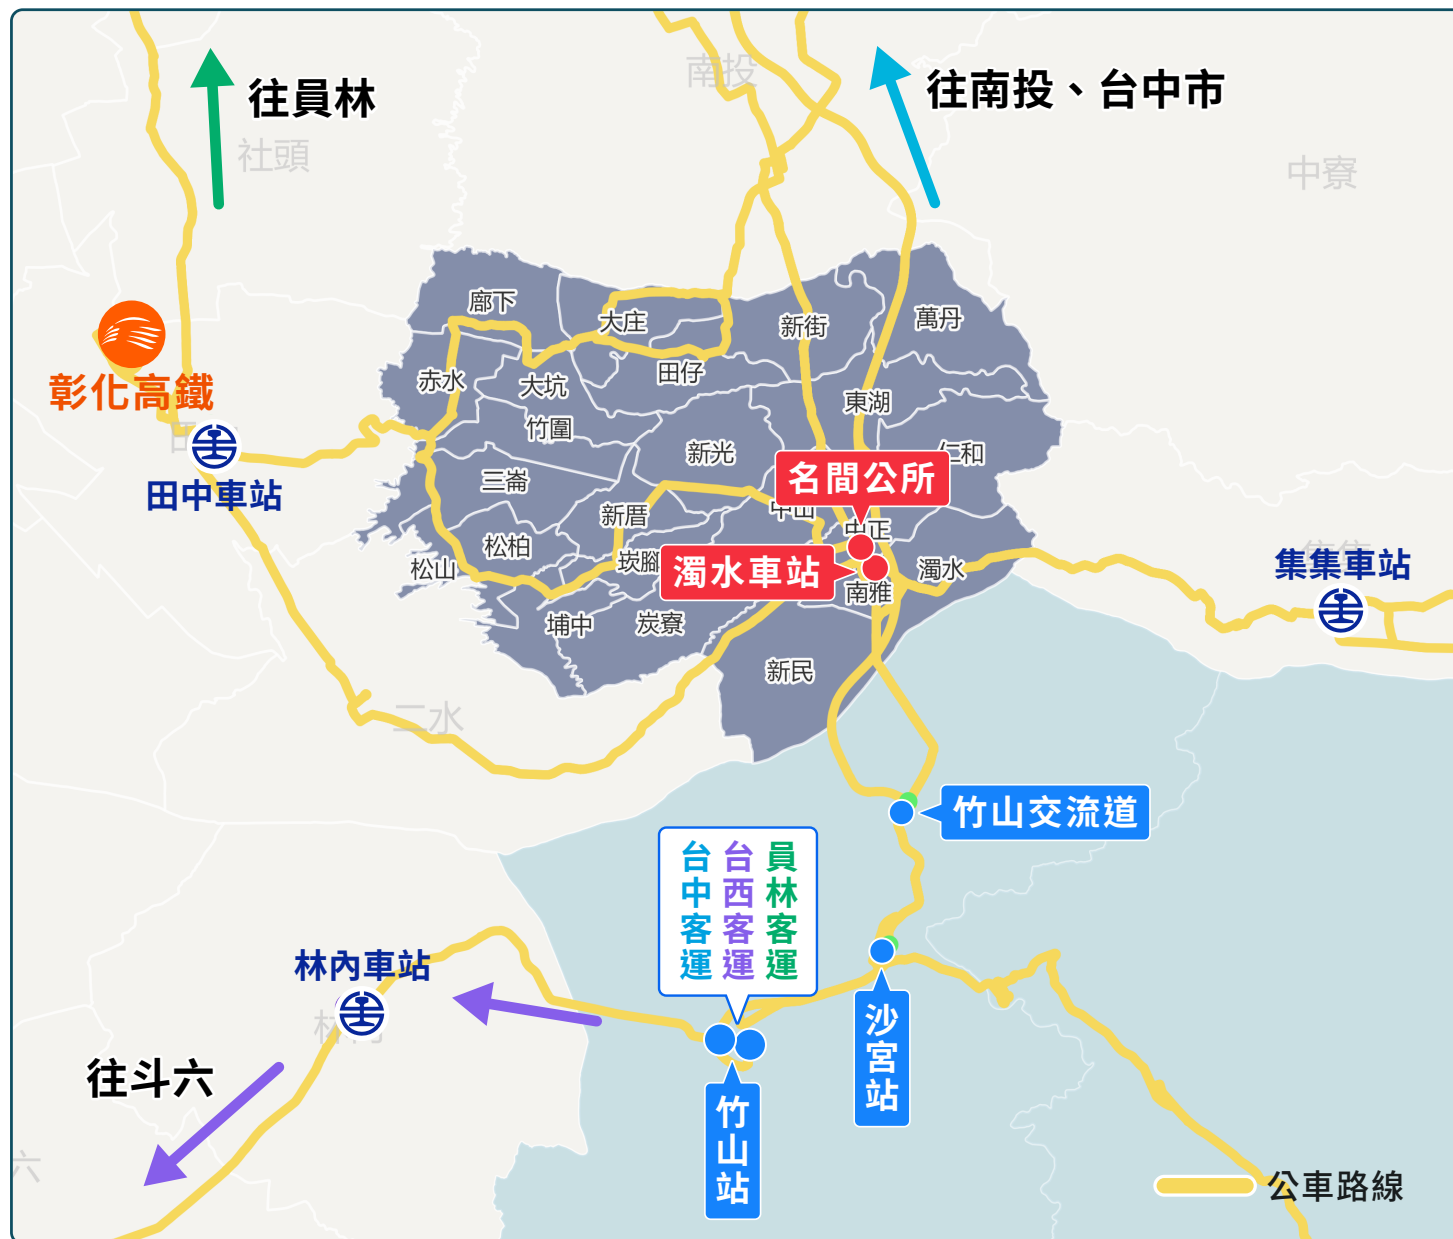 往員林
往南投、台中市
南投
社頭
中寮
廍下
大庄
新街
萬丹
彰化高鐵
赤水
大坑
田仔
東湖
竹圍
新光
仁和
名間公所
田中車站
三崙
中山
新厝
中正
松柏
崁腳
松山
濁水車站
濁水
集集
集集車站
南雅
埔中
炭寮
新民
二水
竹山交流道
台中客運
台西客運
員林客運
林內車站
沙宮站
往斗六
竹山站
六
公車路線